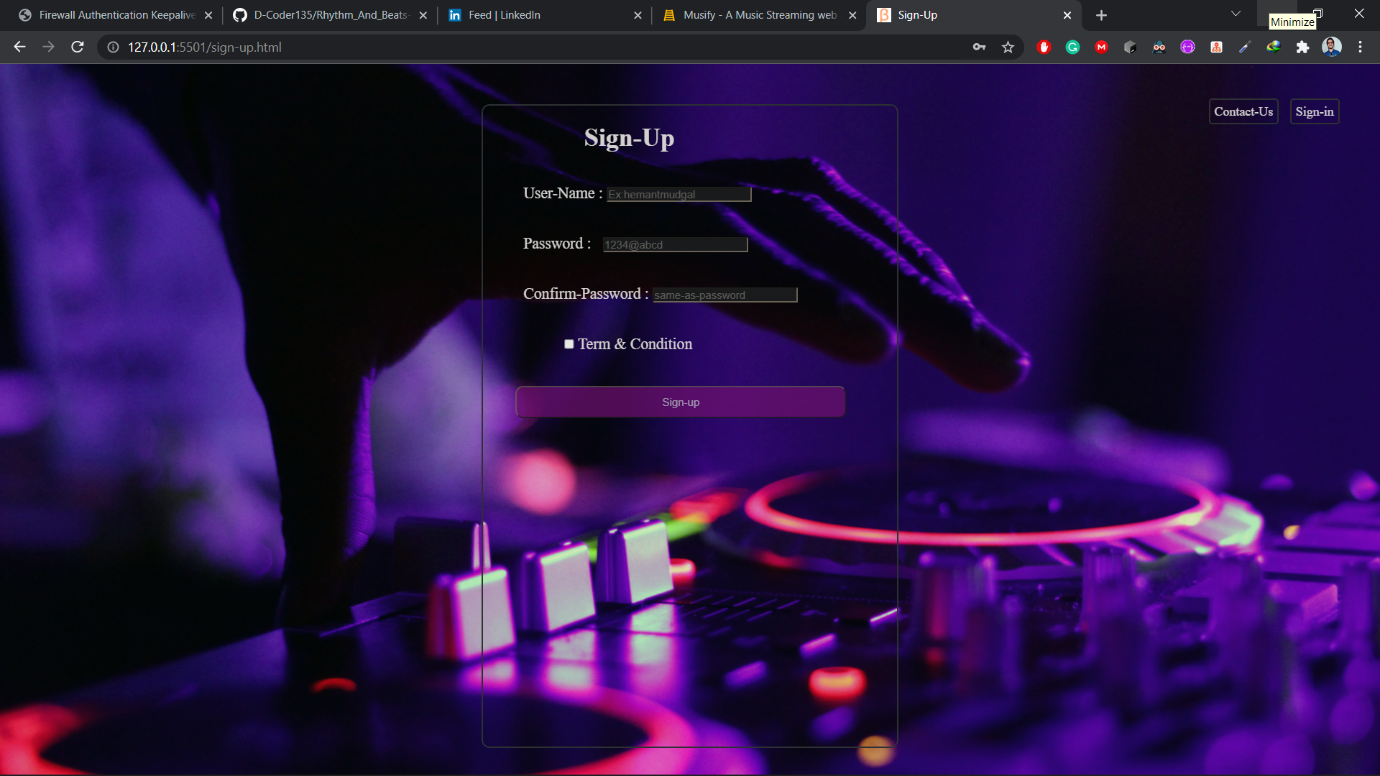 Firewall Authentication Keepalive
D-Coder135/Rhythm_And_Beats-
Feed | LinkedIn
Musify - A Music Streaming web
Sign-Up
Minimize
127.0.0.1:5501/sign-up.html
Contact-Us
Sign-in
Sign-Up
User-Name : Ex:hemantmudgal
Password : 1234@abcd
Confirm-Password : same-as-password
Term & Condition
Sign-up